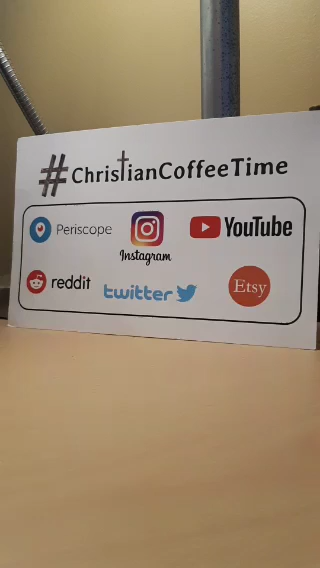 #ChristianCoffeeTime
Periscope
Instagram
YouTube
reddit
twitter
Etsy